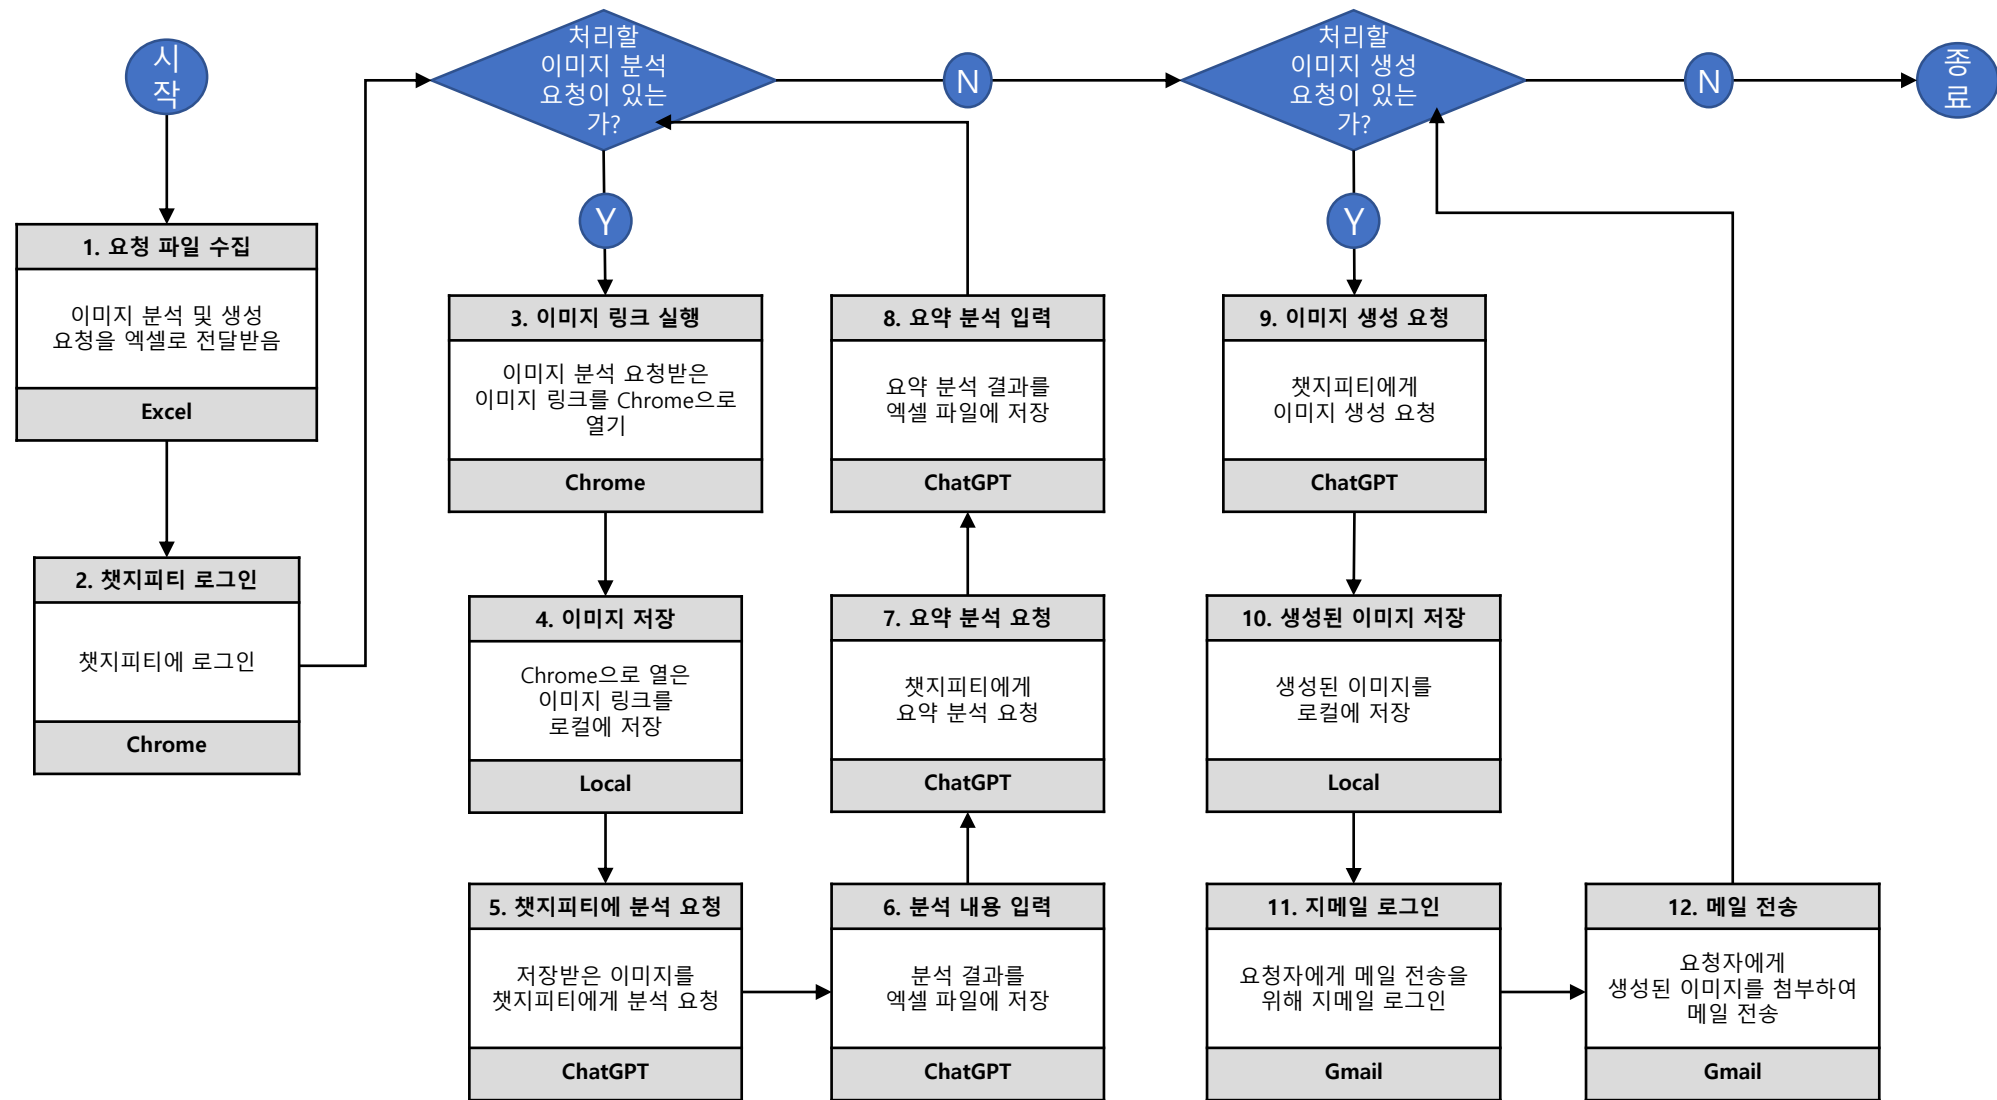 시
작
처리할
이미지 분석
요청이 있는
가?
N
처리할
이미지 생성
요청이 있는
가?
N
종
료
Y
Y
1. 요청 파일 수집
이미지 분석 및 생성
요청을 엑셀로 전달받음
Excel
2. 챗지피티 로그인
챗지피티에 로그인
Chrome
3. 이미지 링크 실행
이미지 분석 요청받은
이미지 링크를 Chrome으로
열기
Chrome
4. 이미지 저장
Chrome으로 열은
이미지 링크를
로컬에 저장
Local
5. 챗지피티에 분석 요청
저장받은 이미지를
챗지피티에게 분석 요청
ChatGPT
6. 분석 내용 입력
분석 결과를
엑셀 파일에 저장
ChatGPT
7. 요약 분석 요청
챗지피티에게
요약 분석 요청
ChatGPT
8. 요약 분석 입력
요약 분석 결과를
엑셀 파일에 저장
ChatGPT
9. 이미지 생성 요청
챗지피티에게
이미지 생성 요청
ChatGPT
10. 생성된 이미지 저장
생성된 이미지를
로컬에 저장
Local
11. 지메일 로그인
요청자에게 메일 전송을
위해 지메일 로그인
Gmail
12. 메일 전송
요청자에게
생성된 이미지를 첨부하여
메일 전송
Gmail